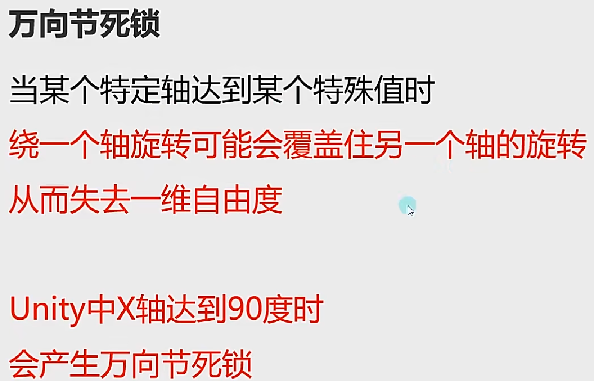 万向节死锁
当某个特定轴达到某个特殊值时
绕一个轴旋转可能会覆盖住另一个轴的旋转
从而失去一维自由度
Unity中X轴达到90度时
会产生万向节死锁